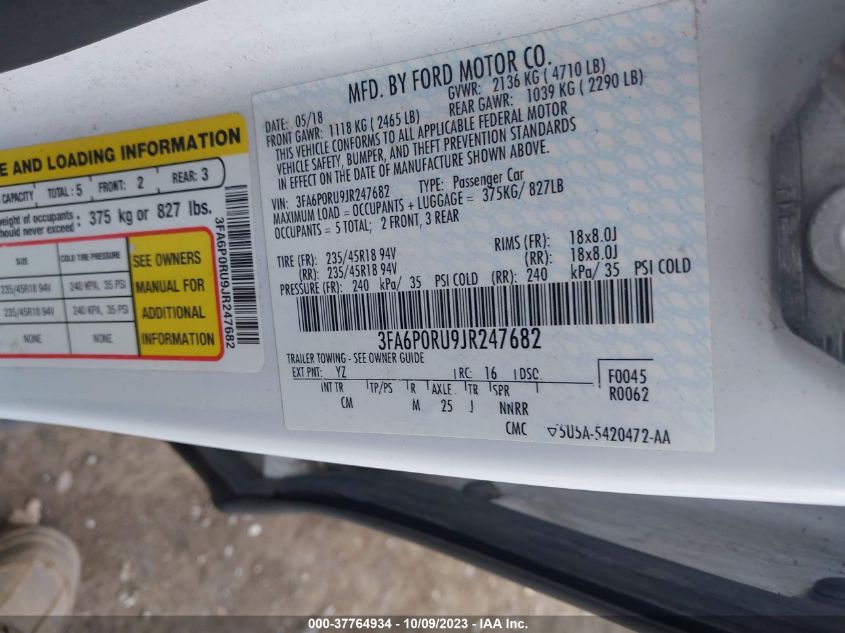 MFD. BY FORD MOTOR CO.
DATE: 05/18
GVWR: 2136 KG (4710 LB)
FRONT GAWR: 1118 KG (2465 LB)
REAR GAWR: 1039 KG (2290 LB)
THIS VEHICLE CONFORMS TO ALL APPLICABLE FEDERAL MOTOR
VEHICLE SAFETY, BUMPER, AND THEFT PREVENTION STANDARDS
IN EFFECT ON THE DATE OF MANUFACTURE SHOWN ABOVE.
VIN: 3FA6P0RU9JR247682 TYPE: Passenger Car
MAXIMUM LOAD = OCCUPANTS + LUGGAGE = 375KG/ 827LB
OCCUPANTS = 5 TOTAL; 2 FRONT, 3 REAR
TIRE (FR): 235/45R18 94V RIMS (FR): 18x8.0J
(RR): 235/45R18 94V (RR): 18x8.0J
PRESSURE (FR): 240 kPa/ 35 PSI COLD (RR): 240 kPa/ 35 PSI COLD
3FA6P0RU9JR247682
TRAILER TOWING - SEE OWNER GUIDE
EXT PNT: YZ RC: 16 DSC: F0045
INT TR TP/PS R AXLE TR SPR R0062
CM M 25 J NNRR
CMC 5U5A-5420472-AA
E AND LOADING INFORMATION
CAPACITY TOTAL: 5 FRONT: 2 REAR: 3
weight of occupants
should never exceed : 375 kg or 827 lbs.
SIZE COLD TIRE PRESSURE
235/45R18 94V 240 KPA, 35 PSI
235/45R18 94V 240 KPA, 35 PSI
NONE NONE
SEE OWNERS
MANUAL FOR
ADDITIONAL
INFORMATION
3FA6P0RU9JR247682
000-37764934 - 10/09/2023 - IAA Inc.